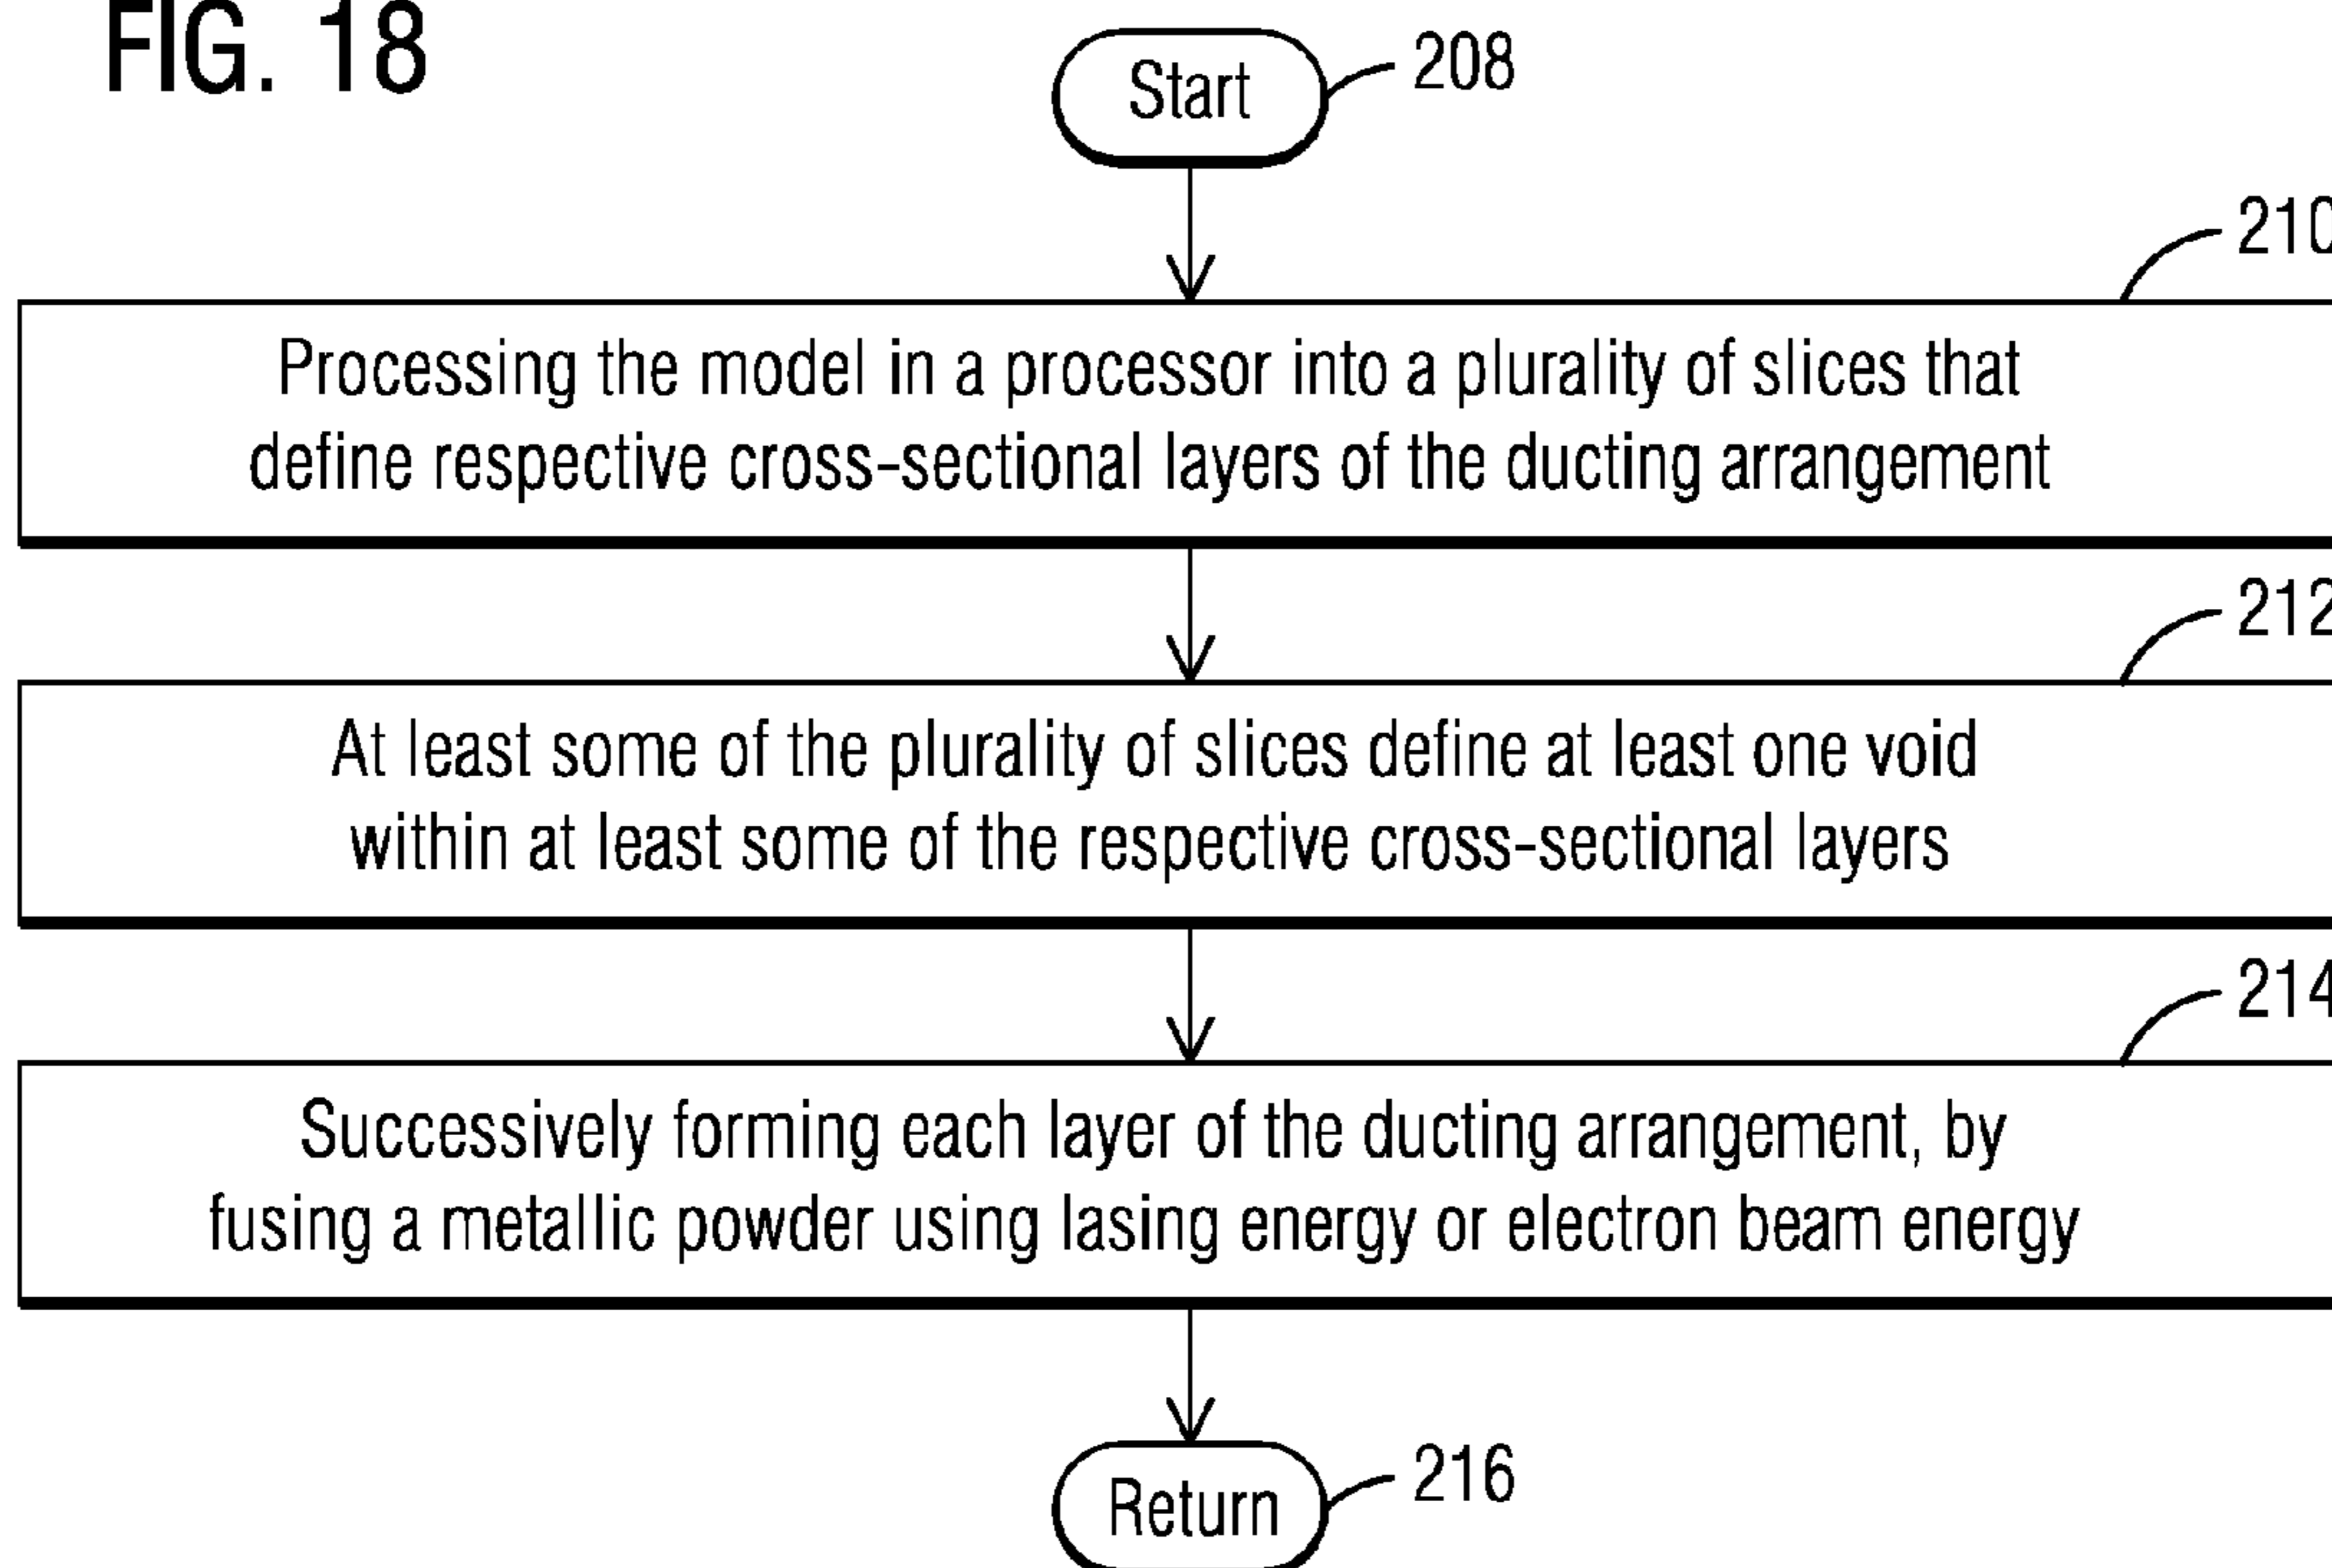 FIG. 18
Start
208
210
Processing the model in a processor into a plurality of slices that
define respective cross-sectional layers of the ducting arrangement
212
At least some of the plurality of slices define at least one void
within at least some of the respective cross-sectional layers
214
Successively forming each layer of the ducting arrangement, by
fusing a metallic powder using lasing energy or electron beam energy
Return
216